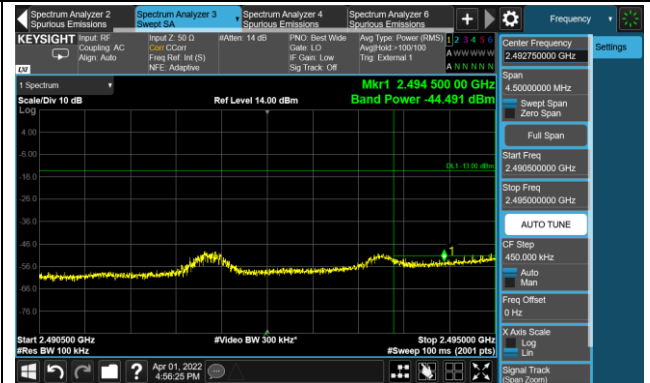 Spectrum Analyzer 2
Spurious Emissions
Spectrum Analyzer 3
Swept SA
Spectrum Analyzer 4
Spurious Emissions
Spectrum Analyzer 6
Spurious Emissions
+
Frequency
KEYSIGHT
Input: RF
Coupling: AC
Align: Auto
LXI
Input Z: 50 Ω
Corr CCorr
Freq Ref: Int (S)
NFE: Adaptive
#Atten: 14 dB
PNO: Best Wide
Gate: LO
IF Gain: Low
Sig Track: Off
Avg Type: Power (RMS)
Avg|Hold:>100/100
Trig: External 1
1 2 3 4 5 6
A W W W W W
A N N N N N
1 Spectrum
Scale/Div 10 dB
Ref Level 14.00 dBm
Mkr1 2.494 500 00 GHz
Band Power -44.491 dBm
Log
4.00
-6.00
DL1 -13.00 dBm
-16.0
-26.0
-36.0
-46.0
-56.0
-66.0
-76.0
1
Start 2.490500 GHz
#Res BW 100 kHz
#Video BW 300 kHz*
Stop 2.495000 GHz
#Sweep 100 ms (2001 pts)
Center Frequency
2.492750000 GHz
Settings
Span
4.50000000 MHz
Swept Span
Zero Span
Full Span
Start Freq
2.490500000 GHz
Stop Freq
2.495000000 GHz
AUTO TUNE
CF Step
450.000 kHz
Auto
Man
Freq Offset
0 Hz
X Axis Scale
Log
Lin
Signal Track
(Span Zoom)
?
Apr 01, 2022
4:56:25 PM